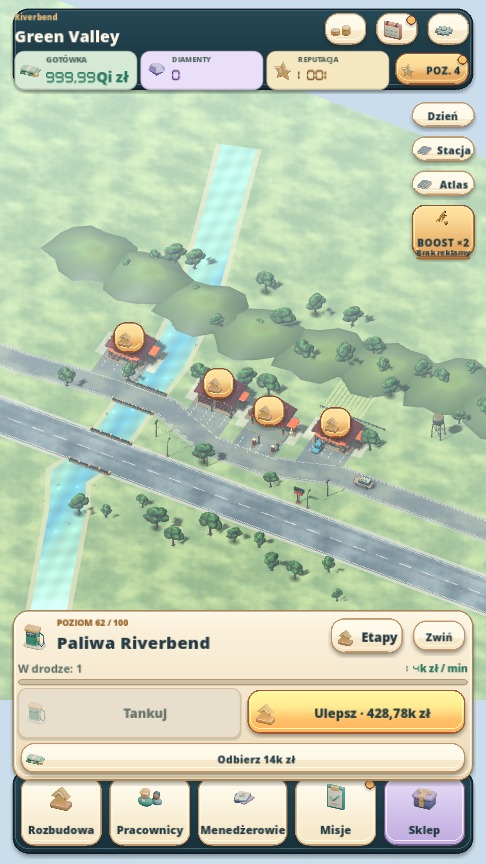 Riverbend
Green Valley
GOTÓWKA
999,99Qi zł
DIAMENTY
0
REPUTACJA
POZ. 4
Dzień
Stacja
Atlas
BOOST ×2
Brak reklamy
POZIOM 62 / 100
Paliwa Riverbend
Etapy
Zwiń
W drodze: 1
k zł / min
Tankuj
Ulepsz · 428,78k zł
Odbierz 14k zł
Rozbudowa
Pracownicy
Menedżerowie
Misje
Sklep